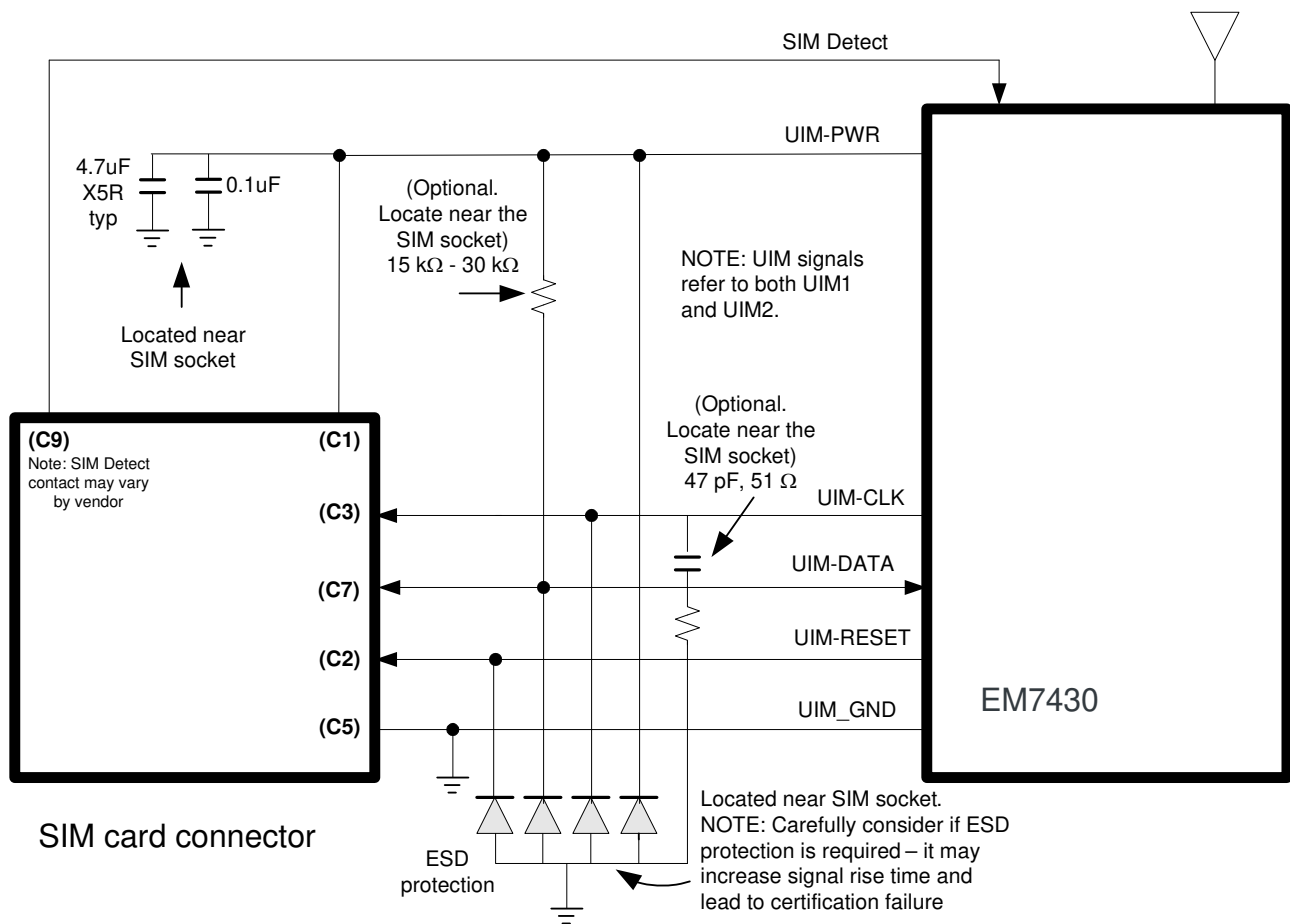 SIM Detect
UIM-PWR
4.7uF
X5R
typ
0.1uF
(Optional.
Locate near the
SIM socket)
15 kΩ - 30 kΩ
NOTE: UIM signals
refer to both UIM1
and UIM2.
Located near
SIM socket
(Optional.
Locate near the
SIM socket)
47 pF, 51 Ω
(C9)
Note: SIM Detect
contact may vary
by vendor
(C1)
(C3)
UIM-CLK
(C7)
UIM-DATA
(C2)
UIM-RESET
(C5)
UIM_GND
EM7430
SIM card connector
ESD
protection
Located near SIM socket.
NOTE: Carefully consider if ESD
protection is required – it may
increase signal rise time and
lead to certification failure